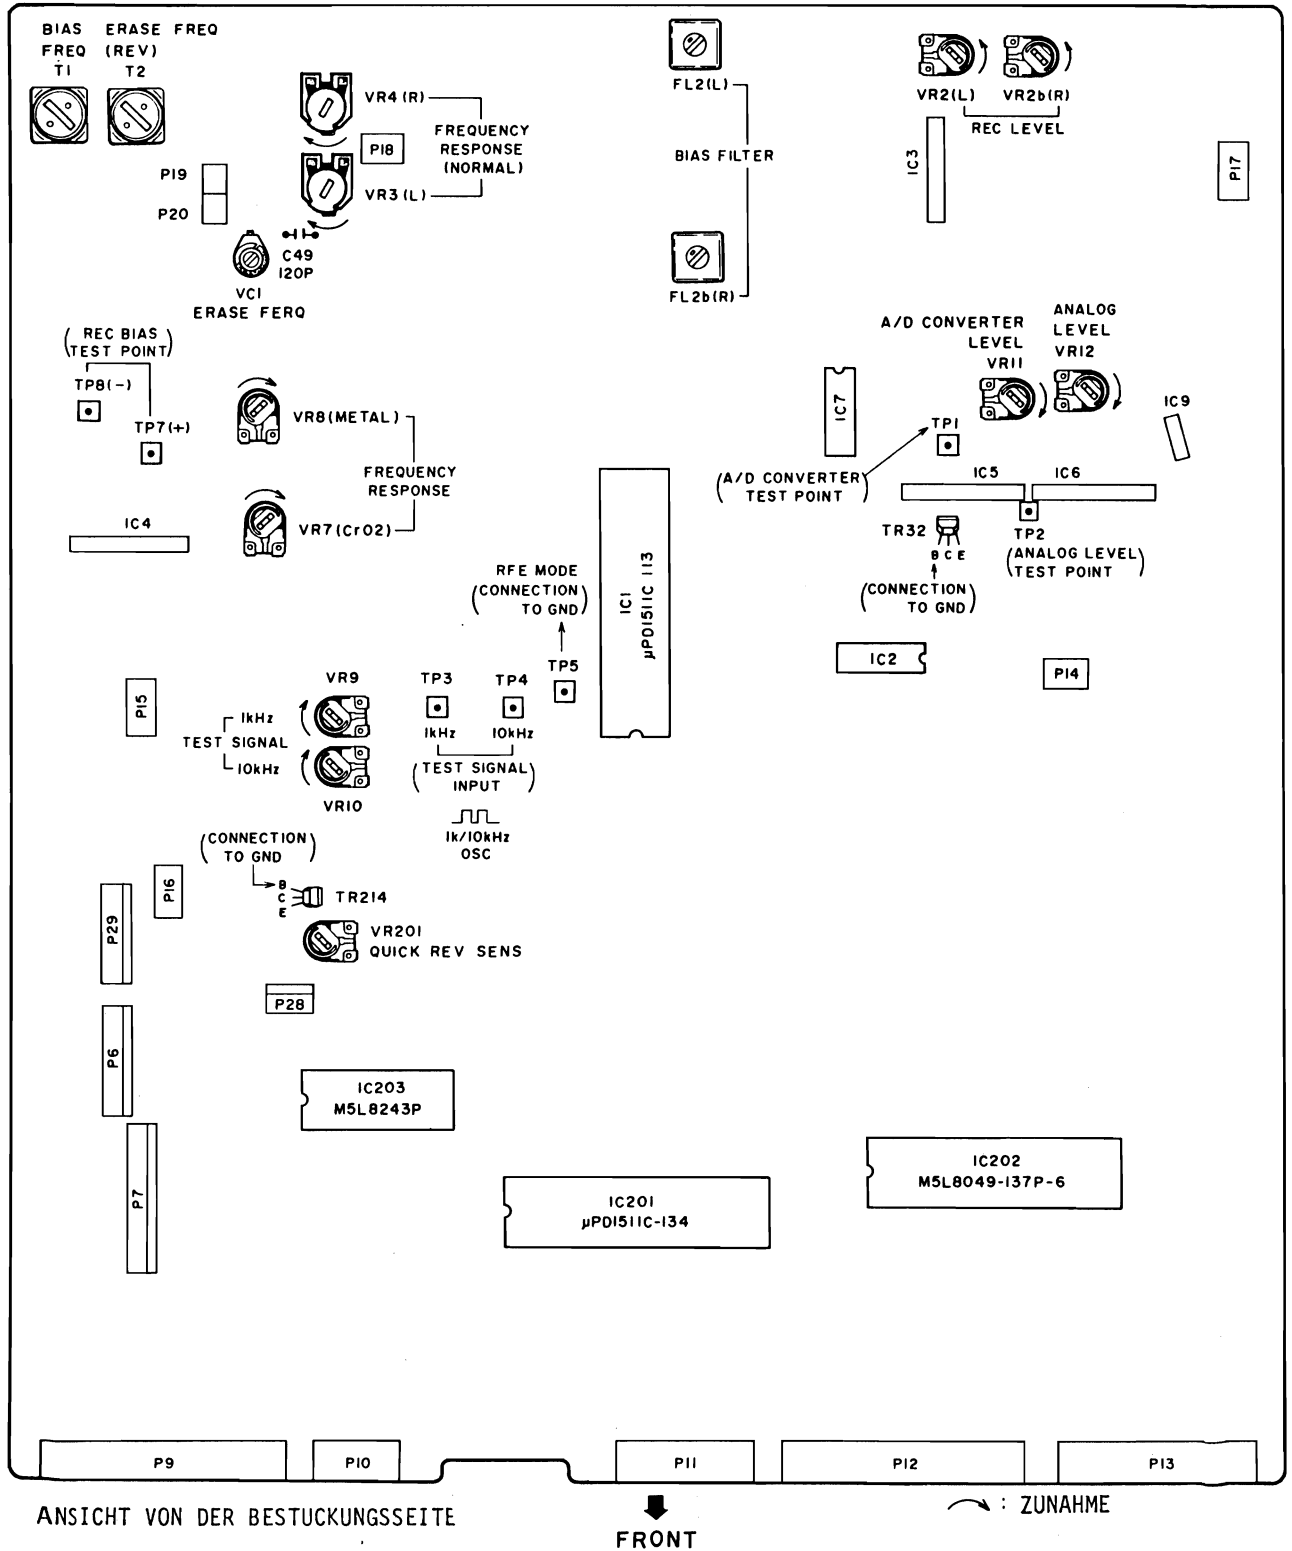 BIAS
FREQ
T1
ERASE FREQ
(REV)
T2
VR4(R)
P18
VR3(L)
FREQUENCY
RESPONSE
(NORMAL)
P19
P20
C49
120P
VC1
ERASE FERQ
FL2(L)
BIAS FILTER
FL2b(R)
VR2(L)
VR2b(R)
REC LEVEL
IC3
P17
(REC BIAS
TEST POINT)
TP8(-)
TP7(+)
VR8(METAL)
FREQUENCY
RESPONSE
VR7(CrO2)
IC4
A/D CONVERTER
LEVEL
VR11
ANALOG
LEVEL
VR12
IC7
TP1
IC9
(A/D CONVERTER
TEST POINT)
IC5
IC6
TR32
B C E
TP2
(ANALOG LEVEL
TEST POINT)
(CONNECTION
TO GND)
RFE MODE
(CONNECTION
TO GND)
IC1
µPD1511C 113
IC2
P14
TP5
P15
VR9
1kHz
TEST SIGNAL
10kHz
VR10
TP3
TP4
1kHz
10kHz
(TEST SIGNAL
INPUT)
1k/10kHz
OSC
(CONNECTION
TO GND)
P16
B
C
E
TR214
P29
VR201
QUICK REV SENS
P28
P6
IC203
M5L8243P
P7
IC201
µPD1511C-134
IC202
M5L8049-137P-6
P9
P10
P11
P12
P13
ANSICHT VON DER BESTUCKUNGSSEITE
FRONT
: ZUNAHME